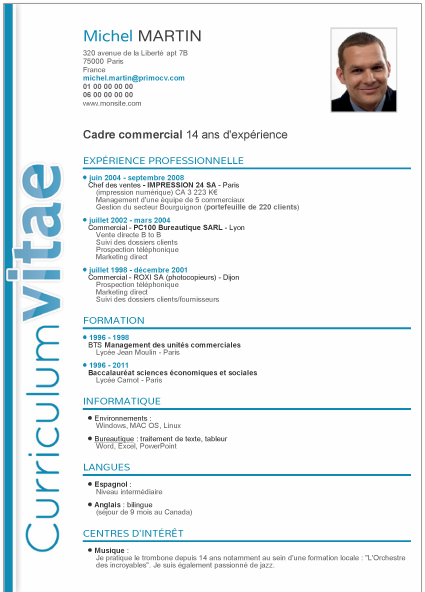 Curriculum vitae
Michel MARTIN
320 avenue de la Liberté apt 7B
75000 Paris
France
michel.martin@primocv.com
01 00 00 00 00
06 00 00 00 00
www.monsite.com
Cadre commercial 14 ans d'expérience
EXPÉRIENCE PROFESSIONNELLE
juin 2004 - septembre 2008
Chef des ventes - IMPRESSION 24 SA - Paris
(impression numérique) CA 3 223 K€
Management d'une équipe de 5 commerciaux
Gestion du secteur Bourguignon (portefeuille de 220 clients)
juillet 2002 - mars 2004
Commercial - PC100 Bureautique SARL - Lyon
Vente directe B to B
Suivi des dossiers clients
Prospection téléphonique
Marketing direct
juillet 1998 - décembre 2001
Commercial - ROXI SA (photocopieurs) - Dijon
Prospection téléphonique
Marketing direct
Suivi des dossiers clients/fournisseurs
FORMATION
1996 - 1998
BTS Management des unités commerciales
Lycée Jean Moulin - Paris
1996 - 2011
Baccalauréat sciences économiques et sociales
Lycée Carnot - Paris
INFORMATIQUE
Environnements :
Windows, MAC OS, Linux
Bureautique : traitement de texte, tableur
Word, Excel, PowerPoint
LANGUES
Espagnol :
Niveau intermédiaire
Anglais : bilingue
(séjour de 9 mois au Canada)
CENTRES D'INTÉRÊT
Musique :
Je pratique le trombone depuis 14 ans notamment au sein d'une formation locale : "L'Orchestre
des incroyables". Je suis également passionné de jazz.